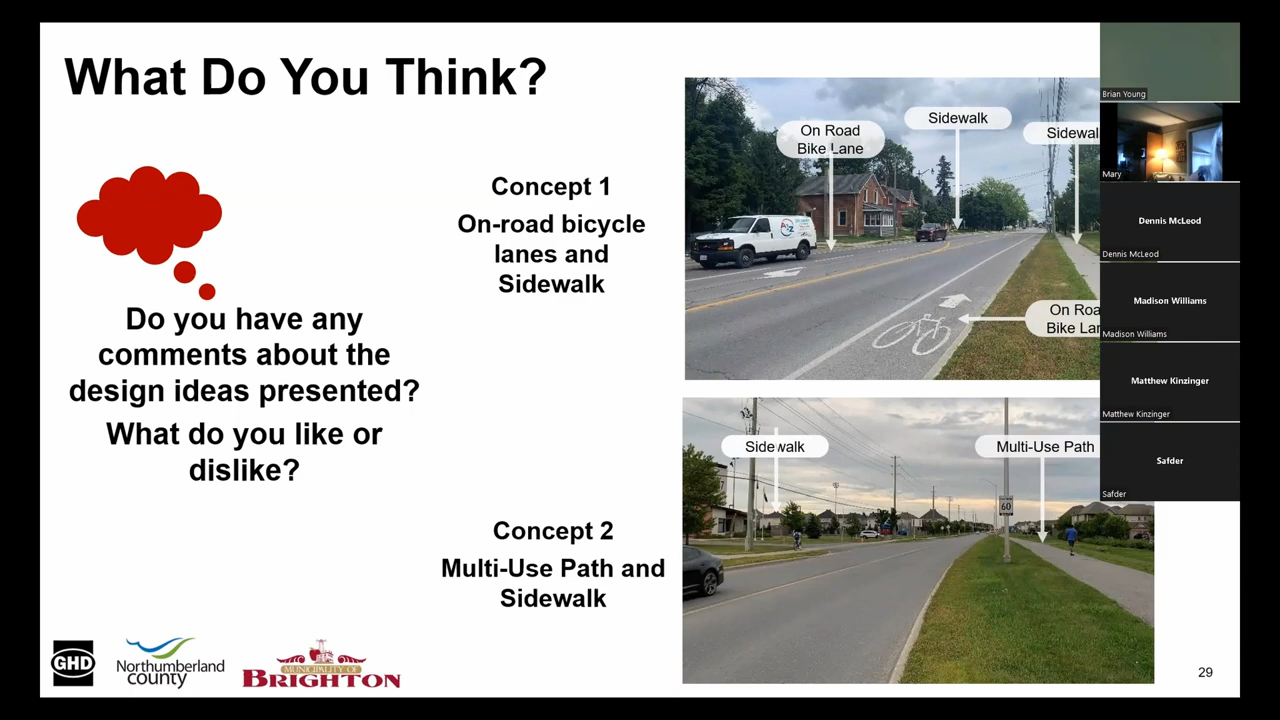 What Do You Think?
Do you have any
comments about the
design ideas presented?
What do you like or
dislike?
Concept 1
On-road bicycle
lanes and
Sidewalk
On Road
Bike Lane
Sidewalk
Sidewal
On Roa
Bike Lan
Concept 2
Multi-Use Path and
Sidewalk
Sidewalk
Multi-Use Path
60
GHD
Northumberland
county
MUNICIPALITY OF
BRIGHTON
29
Brian Young
Mary
Dennis McLeod
Dennis McLeod
Madison Williams
Madison Williams
Matthew Kinzinger
Matthew Kinzinger
Safder
Safder